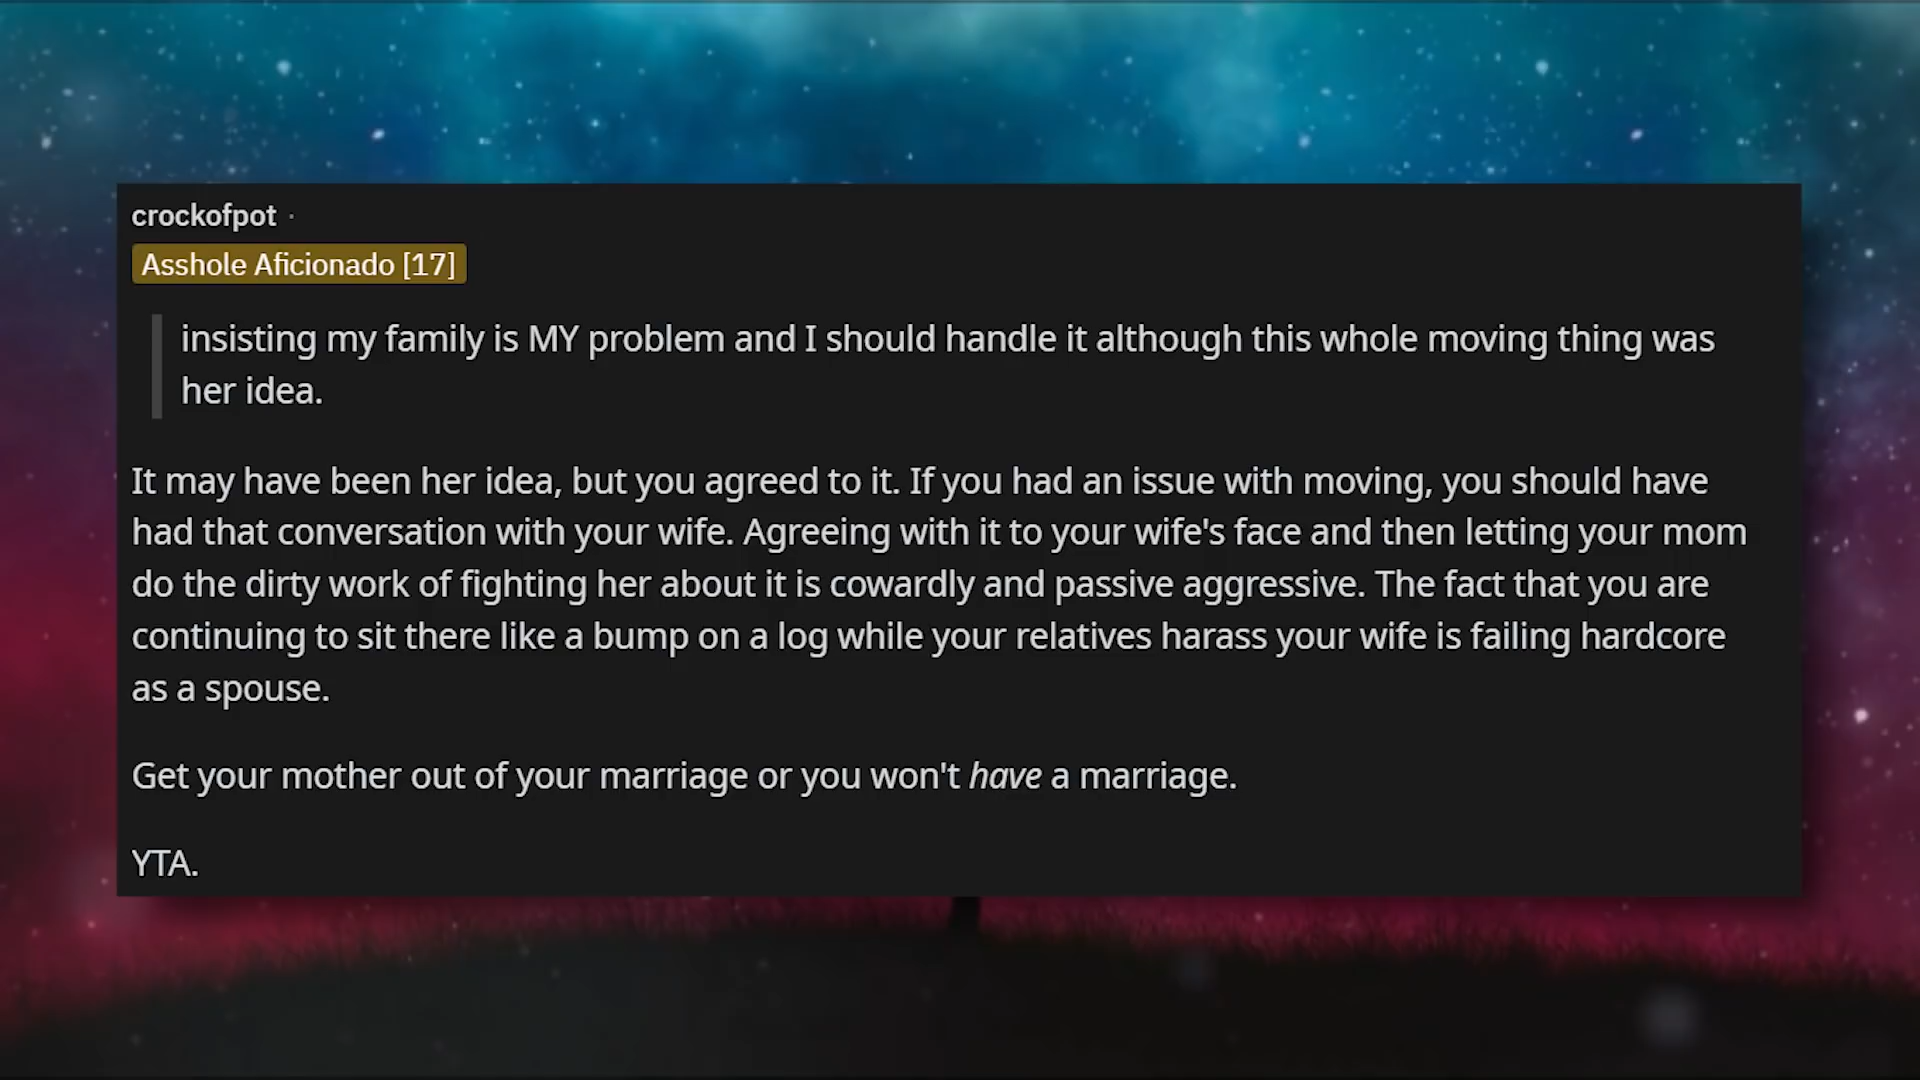 crockofpot ·
Asshole Aficionado [17]
insisting my family is MY problem and I should handle it although this whole moving thing was
her idea.
It may have been her idea, but you agreed to it. If you had an issue with moving, you should have
had that conversation with your wife. Agreeing with it to your wife's face and then letting your mom
do the dirty work of fighting her about it is cowardly and passive aggressive. The fact that you are
continuing to sit there like a bump on a log while your relatives harass your wife is failing hardcore
as a spouse.
Get your mother out of your marriage or you won't have a marriage.
YTA.